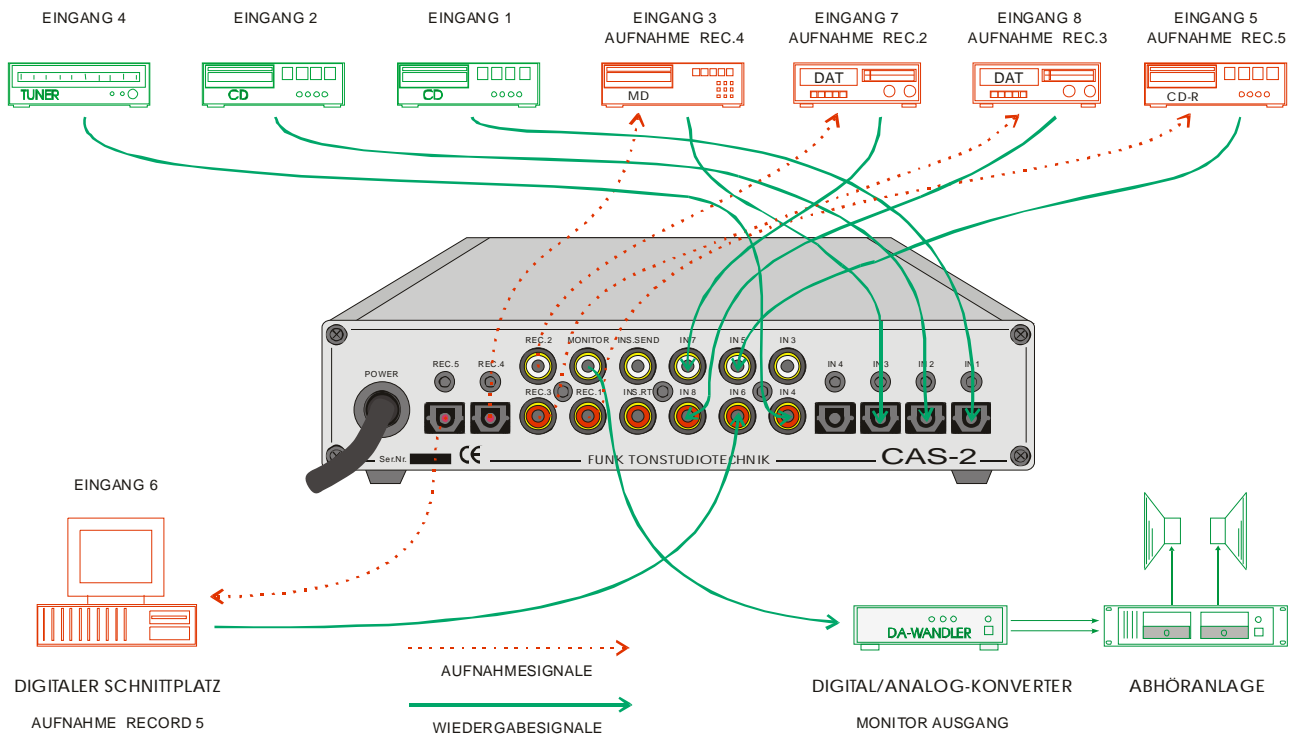 EINGANG 4
EINGANG 2
EINGANG 1
EINGANG 3
AUFNAHME REC.4
EINGANG 7
AUFNAHME REC.2
EINGANG 8
AUFNAHME REC.3
EINGANG 5
AUFNAHME REC.5
TUNER
CD
CD
MD
DAT
DAT
CD-R
POWER
REC.5
REC.4
REC.2
MONITOR
INS.SEND
IN 7
IN 5
IN 3
IN 4
IN 3
IN 2
IN 1
REC.3
REC.1
INS.RT
IN 8
IN 6
IN 4
Ser.Nr.
CE
FUNK TONSTUDIOTECHNIK
CAS-2
EINGANG 6
DA-WANDLER
AUFNAHMESIGNALE
WIEDERGABESIGNALE
DIGITALER SCHNITTPLATZ
AUFNAHME RECORD 5
DIGITAL/ANALOG-KONVERTER
MONITOR AUSGANG
ABHÖRANLAGE